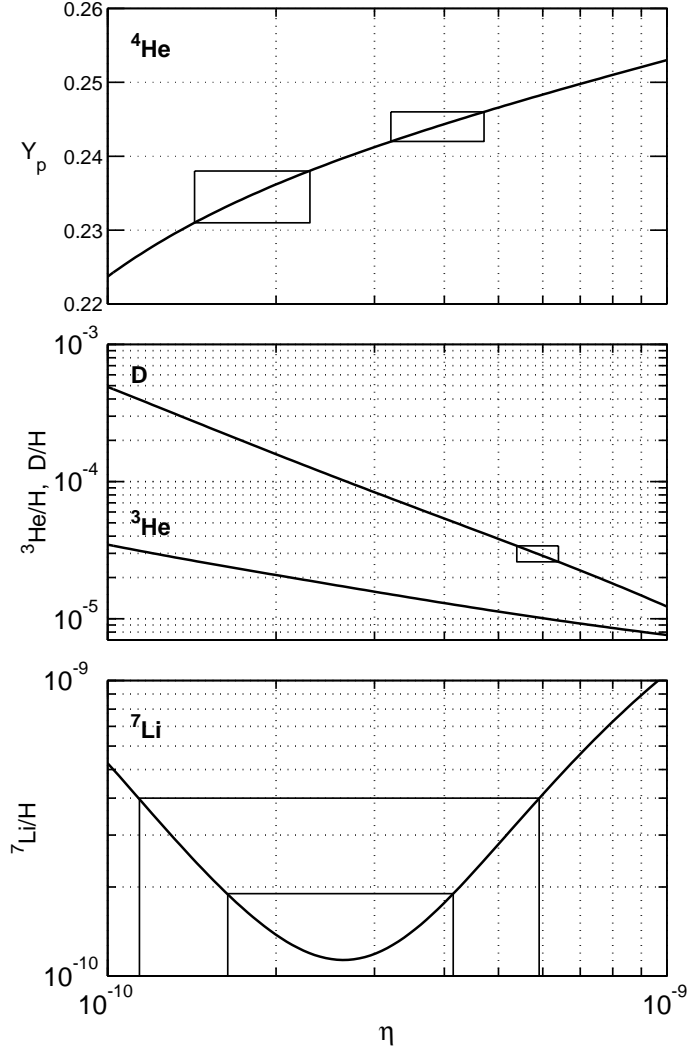 0.26
⁴He
0.25
Yₚ
0.24
0.23
0.22
10⁻³
D
³He/H, D/H
10⁻⁴
³He
10⁻⁵
10⁻⁹
⁷Li
⁷Li/H
10⁻¹⁰
10⁻¹⁰
10⁻⁹
η